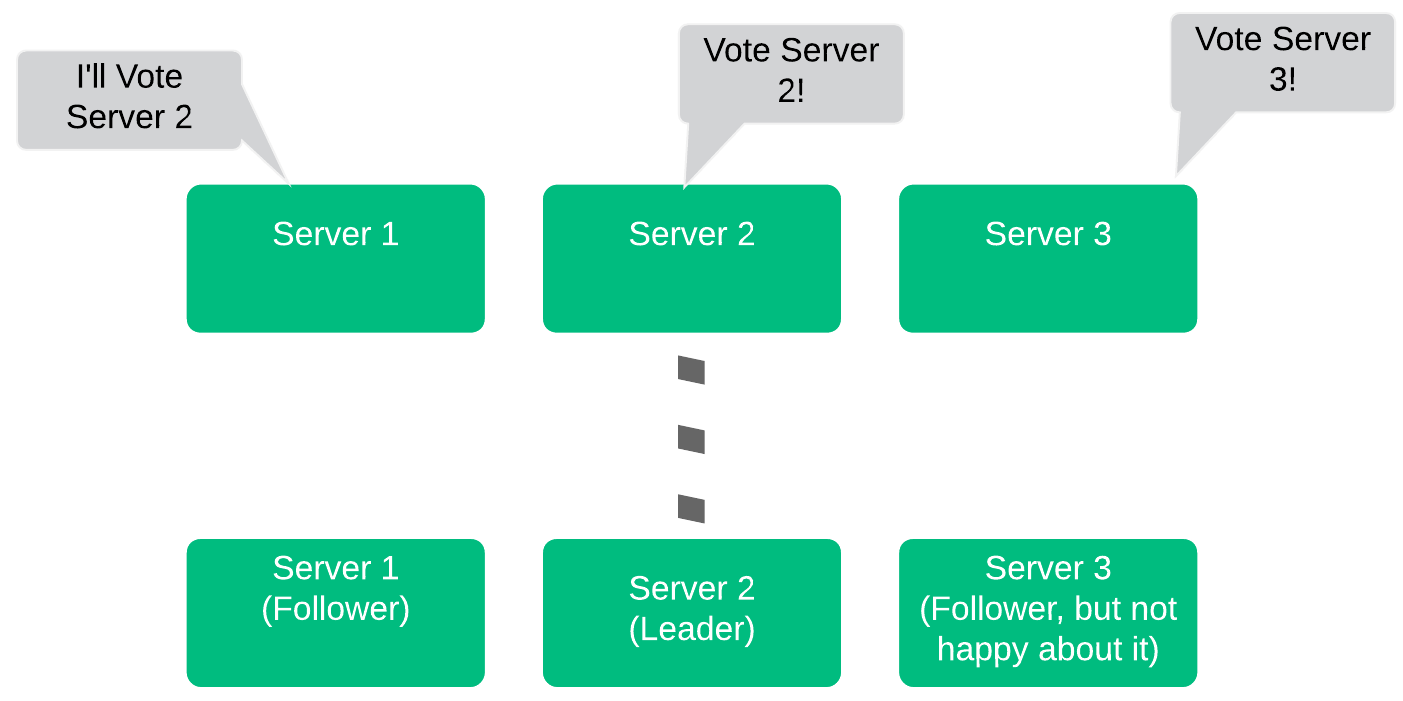 I'll Vote
Server 2
Vote Server
2!
Vote Server
3!
Server 1
Server 2
Server 3
Server 1
(Follower)
Server 2
(Leader)
Server 3
(Follower, but not
happy about it)